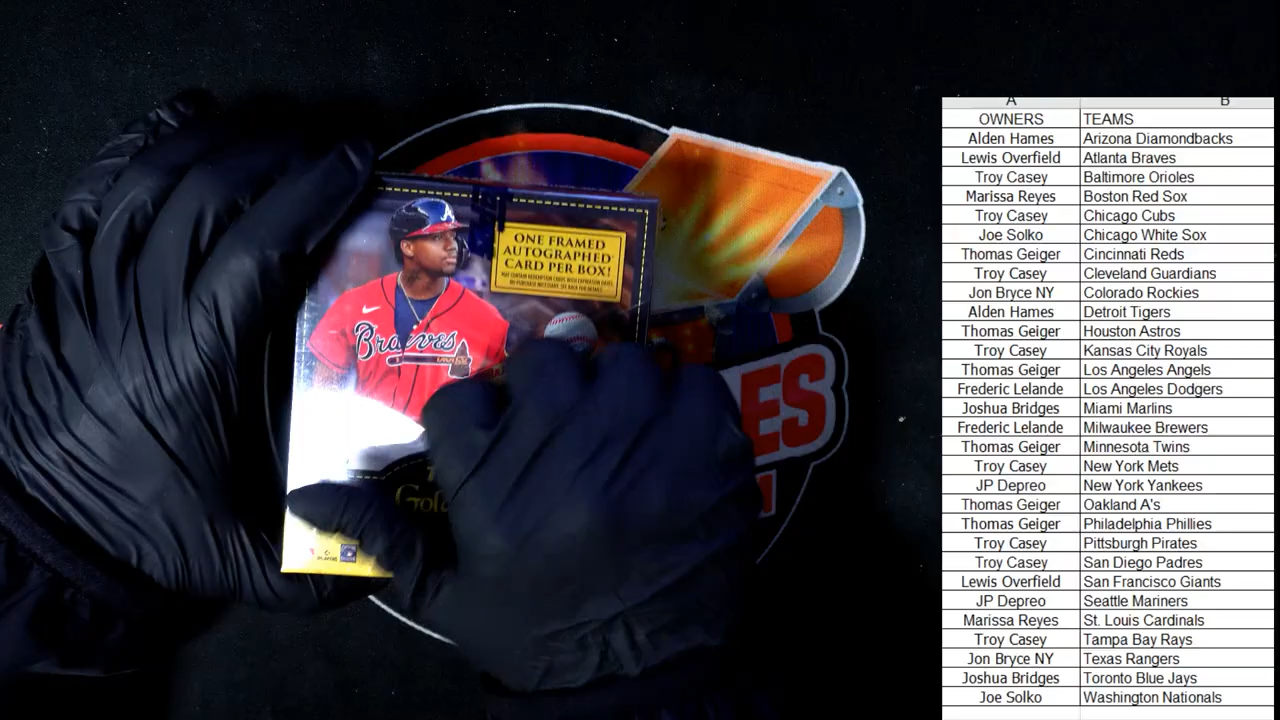 ONE FRAMED
AUTOGRAPHED
CARD PER BOX!
Braves
A
ES
A B
OWNERS TEAMS
Alden Hames Arizona Diamondbacks
Lewis Overfield Atlanta Braves
Troy Casey Baltimore Orioles
Marissa Reyes Boston Red Sox
Troy Casey Chicago Cubs
Joe Solko Chicago White Sox
Thomas Geiger Cincinnati Reds
Troy Casey Cleveland Guardians
Jon Bryce NY Colorado Rockies
Alden Hames Detroit Tigers
Thomas Geiger Houston Astros
Troy Casey Kansas City Royals
Thomas Geiger Los Angeles Angels
Frederic Lelande Los Angeles Dodgers
Joshua Bridges Miami Marlins
Frederic Lelande Milwaukee Brewers
Thomas Geiger Minnesota Twins
Troy Casey New York Mets
JP Depreo New York Yankees
Thomas Geiger Oakland A's
Thomas Geiger Philadelphia Phillies
Troy Casey Pittsburgh Pirates
Troy Casey San Diego Padres
Lewis Overfield San Francisco Giants
JP Depreo Seattle Mariners
Marissa Reyes St. Louis Cardinals
Troy Casey Tampa Bay Rays
Jon Bryce NY Texas Rangers
Joshua Bridges Toronto Blue Jays
Joe Solko Washington Nationals